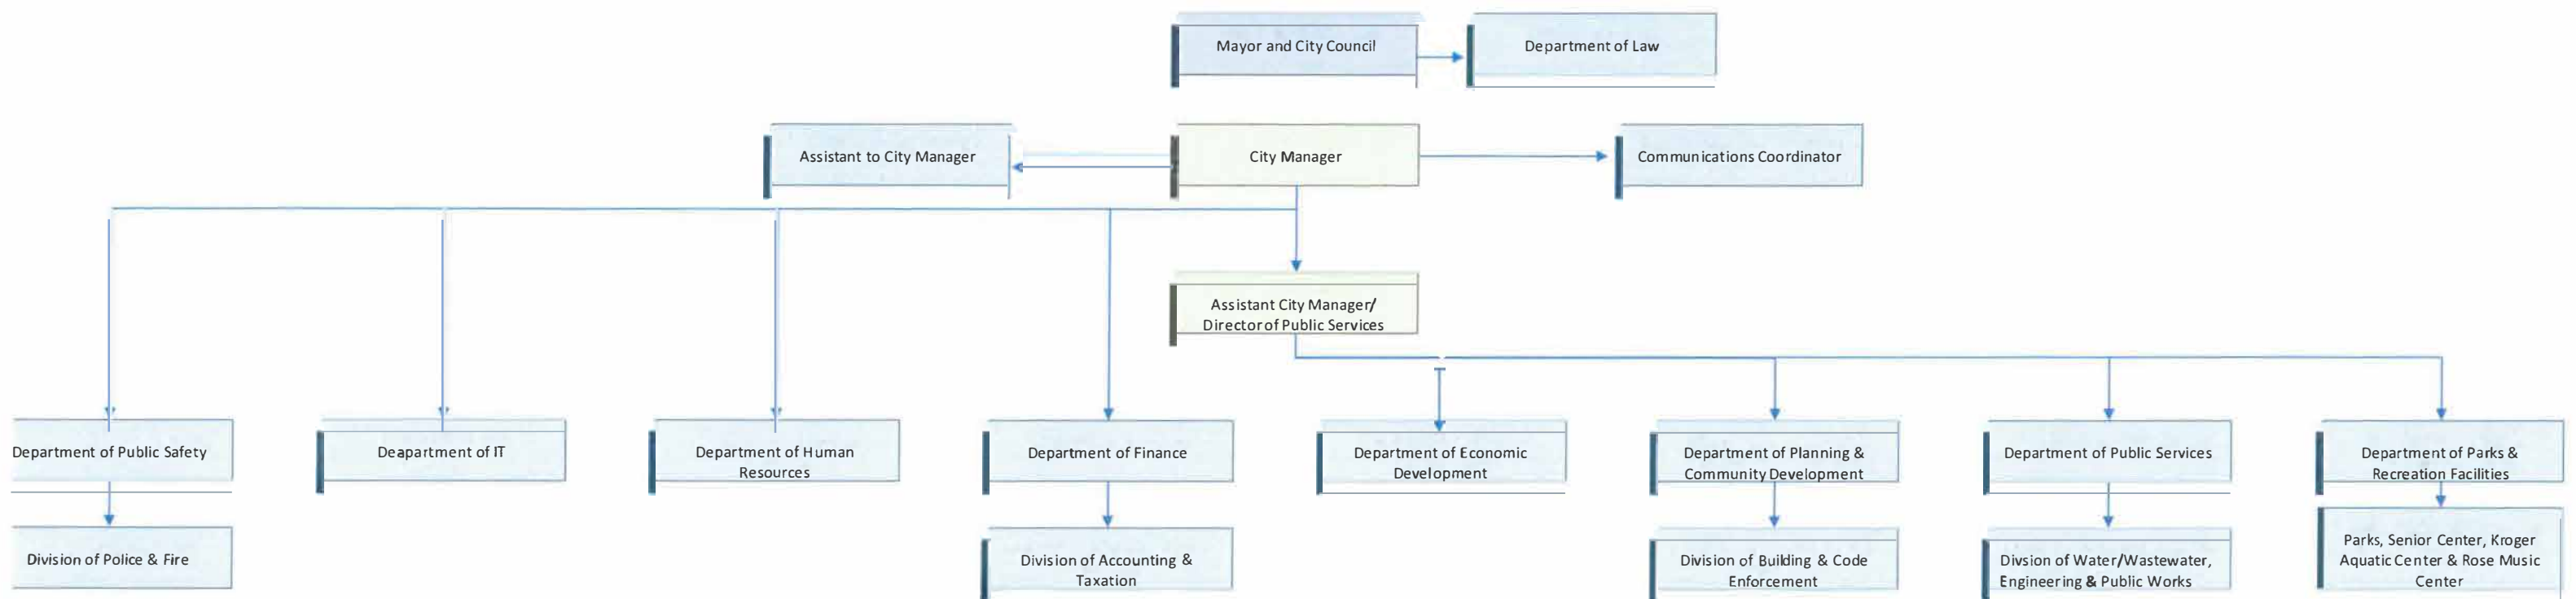 Mayor and City Council
Department of Law
Assistant to City Manager
City Manager
Communications Coordinator
Assistant City Manager/
Director of Public Services
Department of Public Safety
Deapartment of IT
Department of Human
Resources
Department of Finance
Department of Economic
Development
Department of Planning &
Community Development
Department of Public Services
Department of Parks &
Recreation Facilities
Division of Police & Fire
Division of Accounting &
Taxation
Division of Building & Code
Enforcement
Divsion of Water/Wastewater,
Engineering & Public Works
Parks, Senior Center, Kroger
Aquatic Center & Rose Music
Center